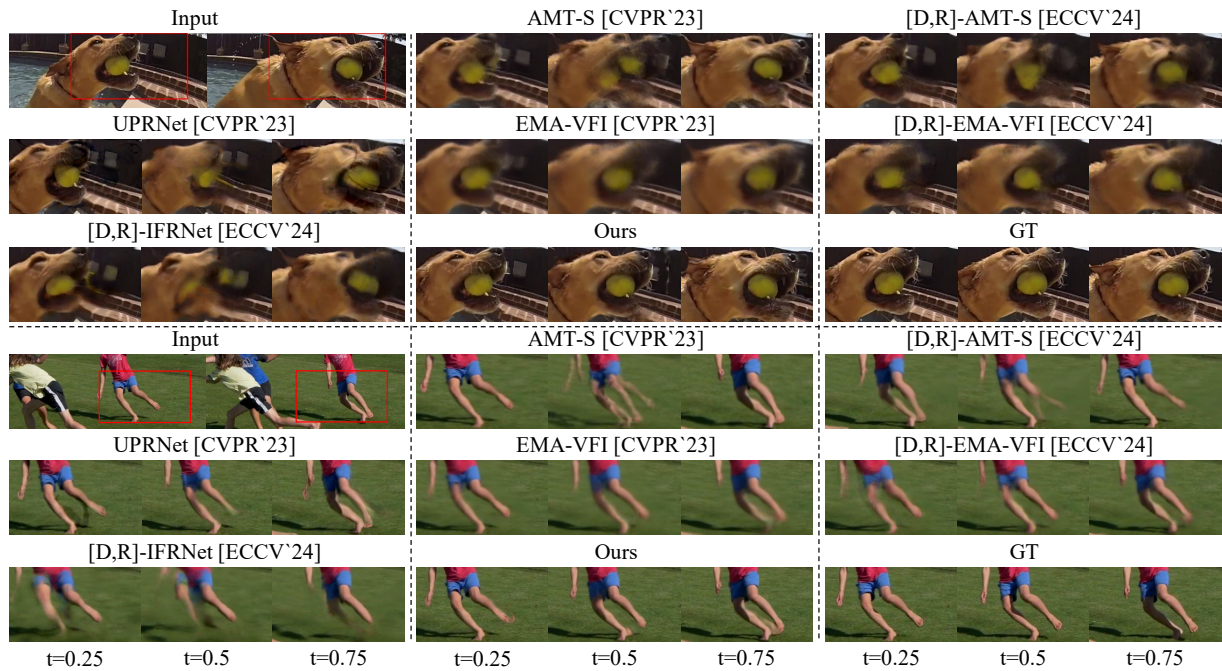 Input AMT-S [CVPR`23] [D,R]-AMT-S [ECCV`24]
UPRNet [CVPR`23] EMA-VFI [CVPR`23] [D,R]-EMA-VFI [ECCV`24]
[D,R]-IFRNet [ECCV`24] Ours GT
Input AMT-S [CVPR`23] [D,R]-AMT-S [ECCV`24]
UPRNet [CVPR`23] EMA-VFI [CVPR`23] [D,R]-EMA-VFI [ECCV`24]
[D,R]-IFRNet [ECCV`24] Ours GT
t=0.25 t=0.5 t=0.75 t=0.25 t=0.5 t=0.75 t=0.25 t=0.5 t=0.75